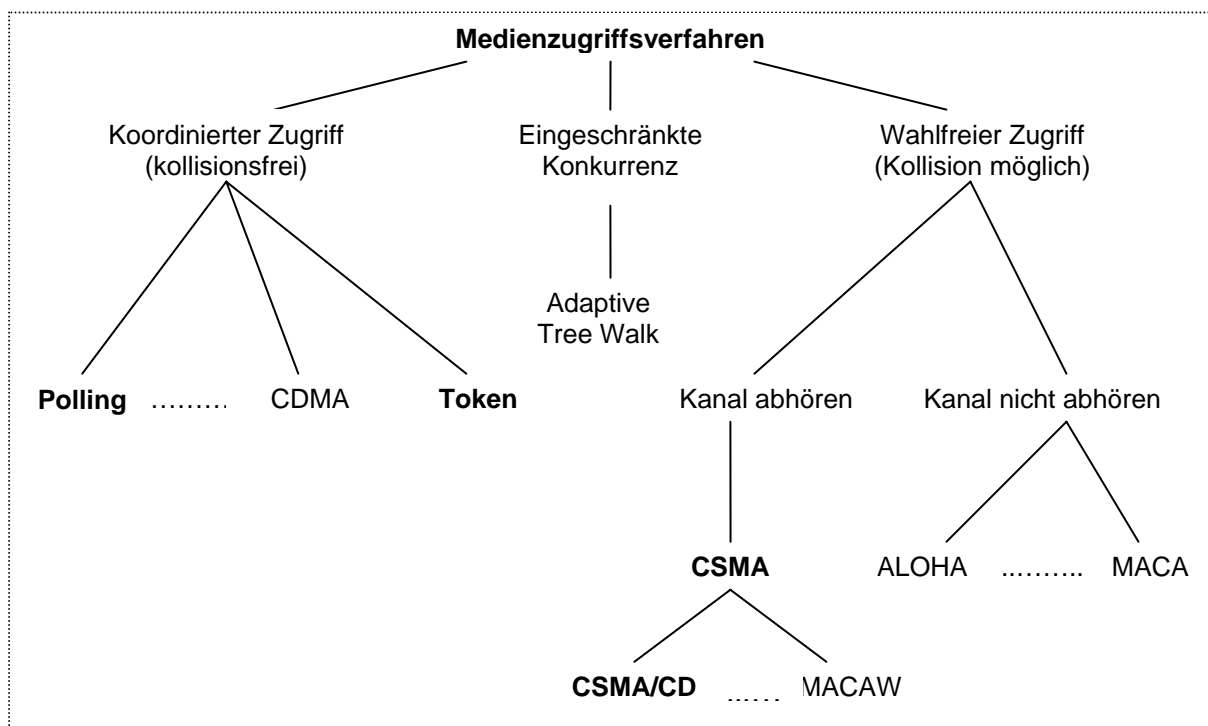 Medienzugriffsverfahren
Koordinierter Zugriff
(kollisionsfrei)
Eingeschränkte
Konkurrenz
Wahlfreier Zugriff
(Kollision möglich)
Adaptive
Tree Walk
Polling ......... CDMA Token Kanal abhören Kanal nicht abhören
CSMA ALOHA ......... MACA
CSMA/CD ...... MACAW